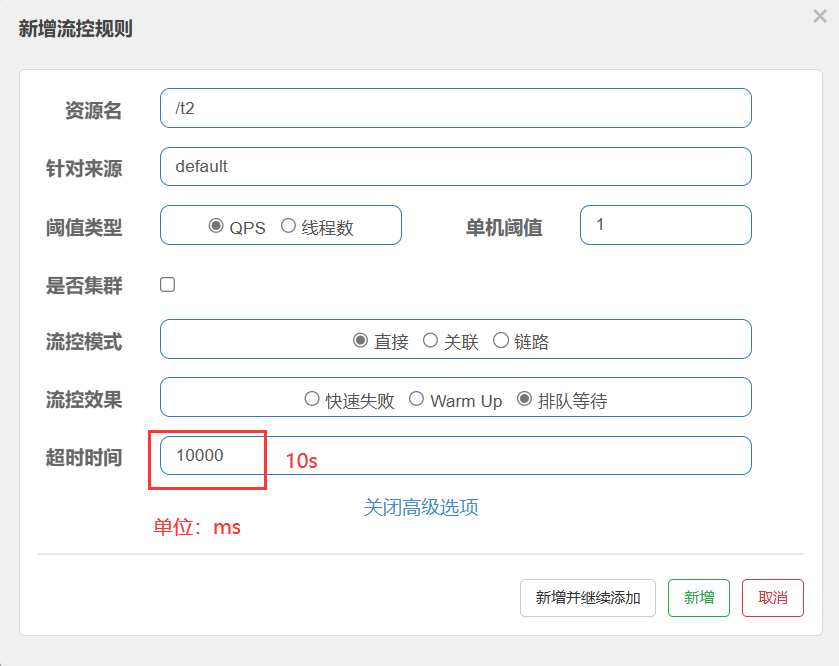 新增流控规则
资源名 /t2
针对来源 default
阈值类型 QPS 线程数 单机阈值 1
是否集群
流控模式 直接 关联 链路
流控效果 快速失败 Warm Up 排队等待
超时时间 10000 10s
关闭高级选项
单位：ms
新增并继续添加 新增 取消